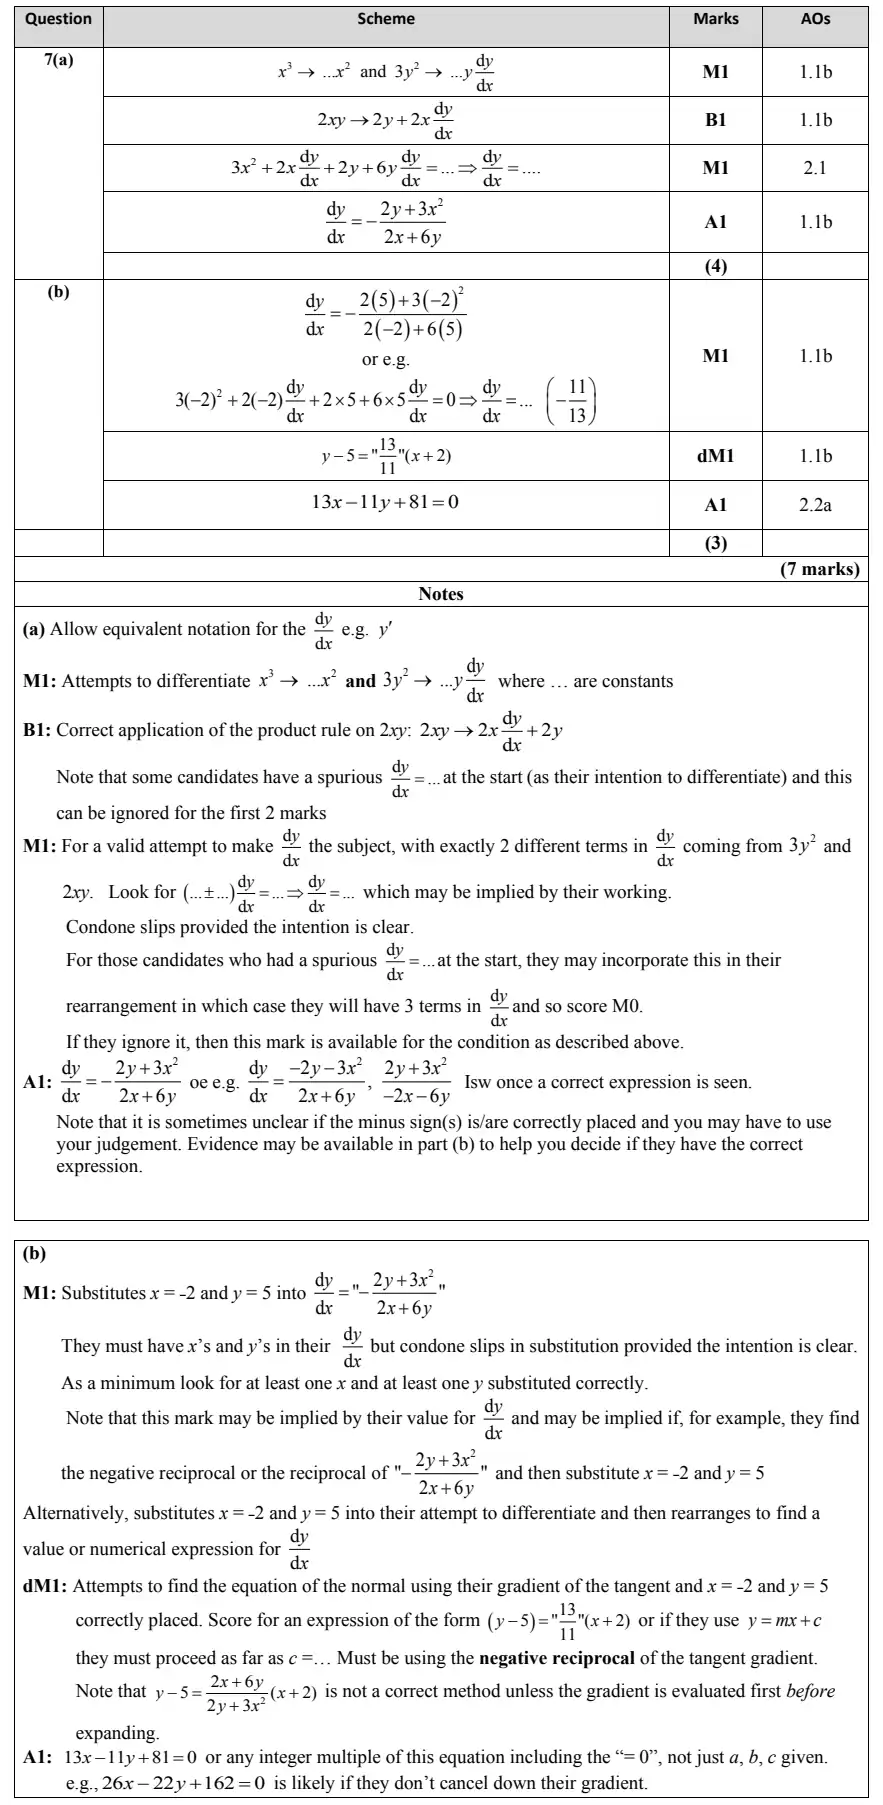 Question Scheme Marks AOs
7(a) x³ → ...x² and 3y² → ...y dy/dx M1 1.1b
2xy → 2y + 2x dy/dx B1 1.1b
3x² + 2x dy/dx + 2y + 6y dy/dx = ... ⇒ dy/dx = .... M1 2.1
dy/dx = −(2y + 3x²)/(2x + 6y) A1 1.1b
(4)
(b) dy/dx = −(2(5) + 3(−2)²)/(2(−2) + 6(5))
or e.g. M1 1.1b
3(−2)² + 2(−2) dy/dx + 2×5 + 6×5 dy/dx = 0 ⇒ dy/dx = ... (−11/13)
y − 5 = "13/11"(x + 2) dM1 1.1b
13x − 11y + 81 = 0 A1 2.2a
(3)
(7 marks)
Notes
(a) Allow equivalent notation for the dy/dx e.g. y′
M1: Attempts to differentiate x³ → ...x² and 3y² → ...y dy/dx where … are constants
B1: Correct application of the product rule on 2xy: 2xy → 2x dy/dx + 2y
Note that some candidates have a spurious dy/dx = ... at the start (as their intention to differentiate) and this
can be ignored for the first 2 marks
M1: For a valid attempt to make dy/dx the subject, with exactly 2 different terms in dy/dx coming from 3y² and
2xy. Look for (...±...) dy/dx = ... ⇒ dy/dx = ... which may be implied by their working.
Condone slips provided the intention is clear.
For those candidates who had a spurious dy/dx = ... at the start, they may incorporate this in their
rearrangement in which case they will have 3 terms in dy/dx and so score M0.
If they ignore it, then this mark is available for the condition as described above.
A1: dy/dx = −(2y + 3x²)/(2x + 6y) oe e.g. dy/dx = (−2y − 3x²)/(2x + 6y), (2y + 3x²)/(−2x − 6y) Isw once a correct expression is seen.
Note that it is sometimes unclear if the minus sign(s) is/are correctly placed and you may have to use
your judgement. Evidence may be available in part (b) to help you decide if they have the correct
expression.
(b)
M1: Substitutes x = -2 and y = 5 into dy/dx = "−(2y + 3x²)/(2x + 6y)"
They must have x’s and y’s in their dy/dx but condone slips in substitution provided the intention is clear.
As a minimum look for at least one x and at least one y substituted correctly.
Note that this mark may be implied by their value for dy/dx and may be implied if, for example, they find
the negative reciprocal or the reciprocal of "−(2y + 3x²)/(2x + 6y)" and then substitute x = -2 and y = 5
Alternatively, substitutes x = -2 and y = 5 into their attempt to differentiate and then rearranges to find a
value or numerical expression for dy/dx
dM1: Attempts to find the equation of the normal using their gradient of the tangent and x = -2 and y = 5
correctly placed. Score for an expression of the form (y − 5) = "13/11"(x + 2) or if they use y = mx + c
they must proceed as far as c =… Must be using the negative reciprocal of the tangent gradient.
Note that y − 5 = (2x + 6y)/(2y + 3x²)(x + 2) is not a correct method unless the gradient is evaluated first before
expanding.
A1: 13x − 11y + 81 = 0 or any integer multiple of this equation including the “= 0”, not just a, b, c given.
e.g., 26x − 22y + 162 = 0 is likely if they don’t cancel down their gradient.